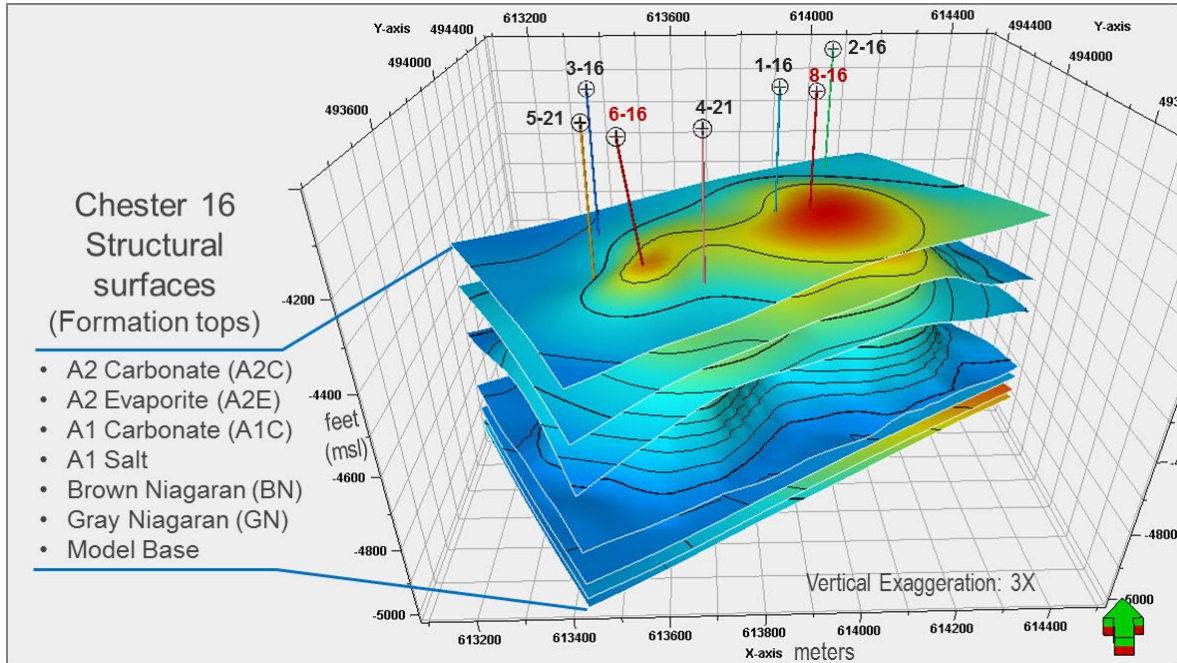 Y-axis
494400
613200
613600
614000
614400
494400
Y-axis
494000
494000
493600
2-16
3-16
1-16
8-16
5-21
6-16
4-21
Chester 16
Structural
surfaces
(Formation tops)
• A2 Carbonate (A2C)
• A2 Evaporite (A2E)
• A1 Carbonate (A1C)
• A1 Salt
• Brown Niagaran (BN)
• Gray Niagaran (GN)
• Model Base
-4200
-4400
feet
(msl)
-4600
-4800
-5000
-4800
-5000
Vertical Exaggeration: 3X
613200
613400
613600
613800
614000
614200
614400
X-axis meters